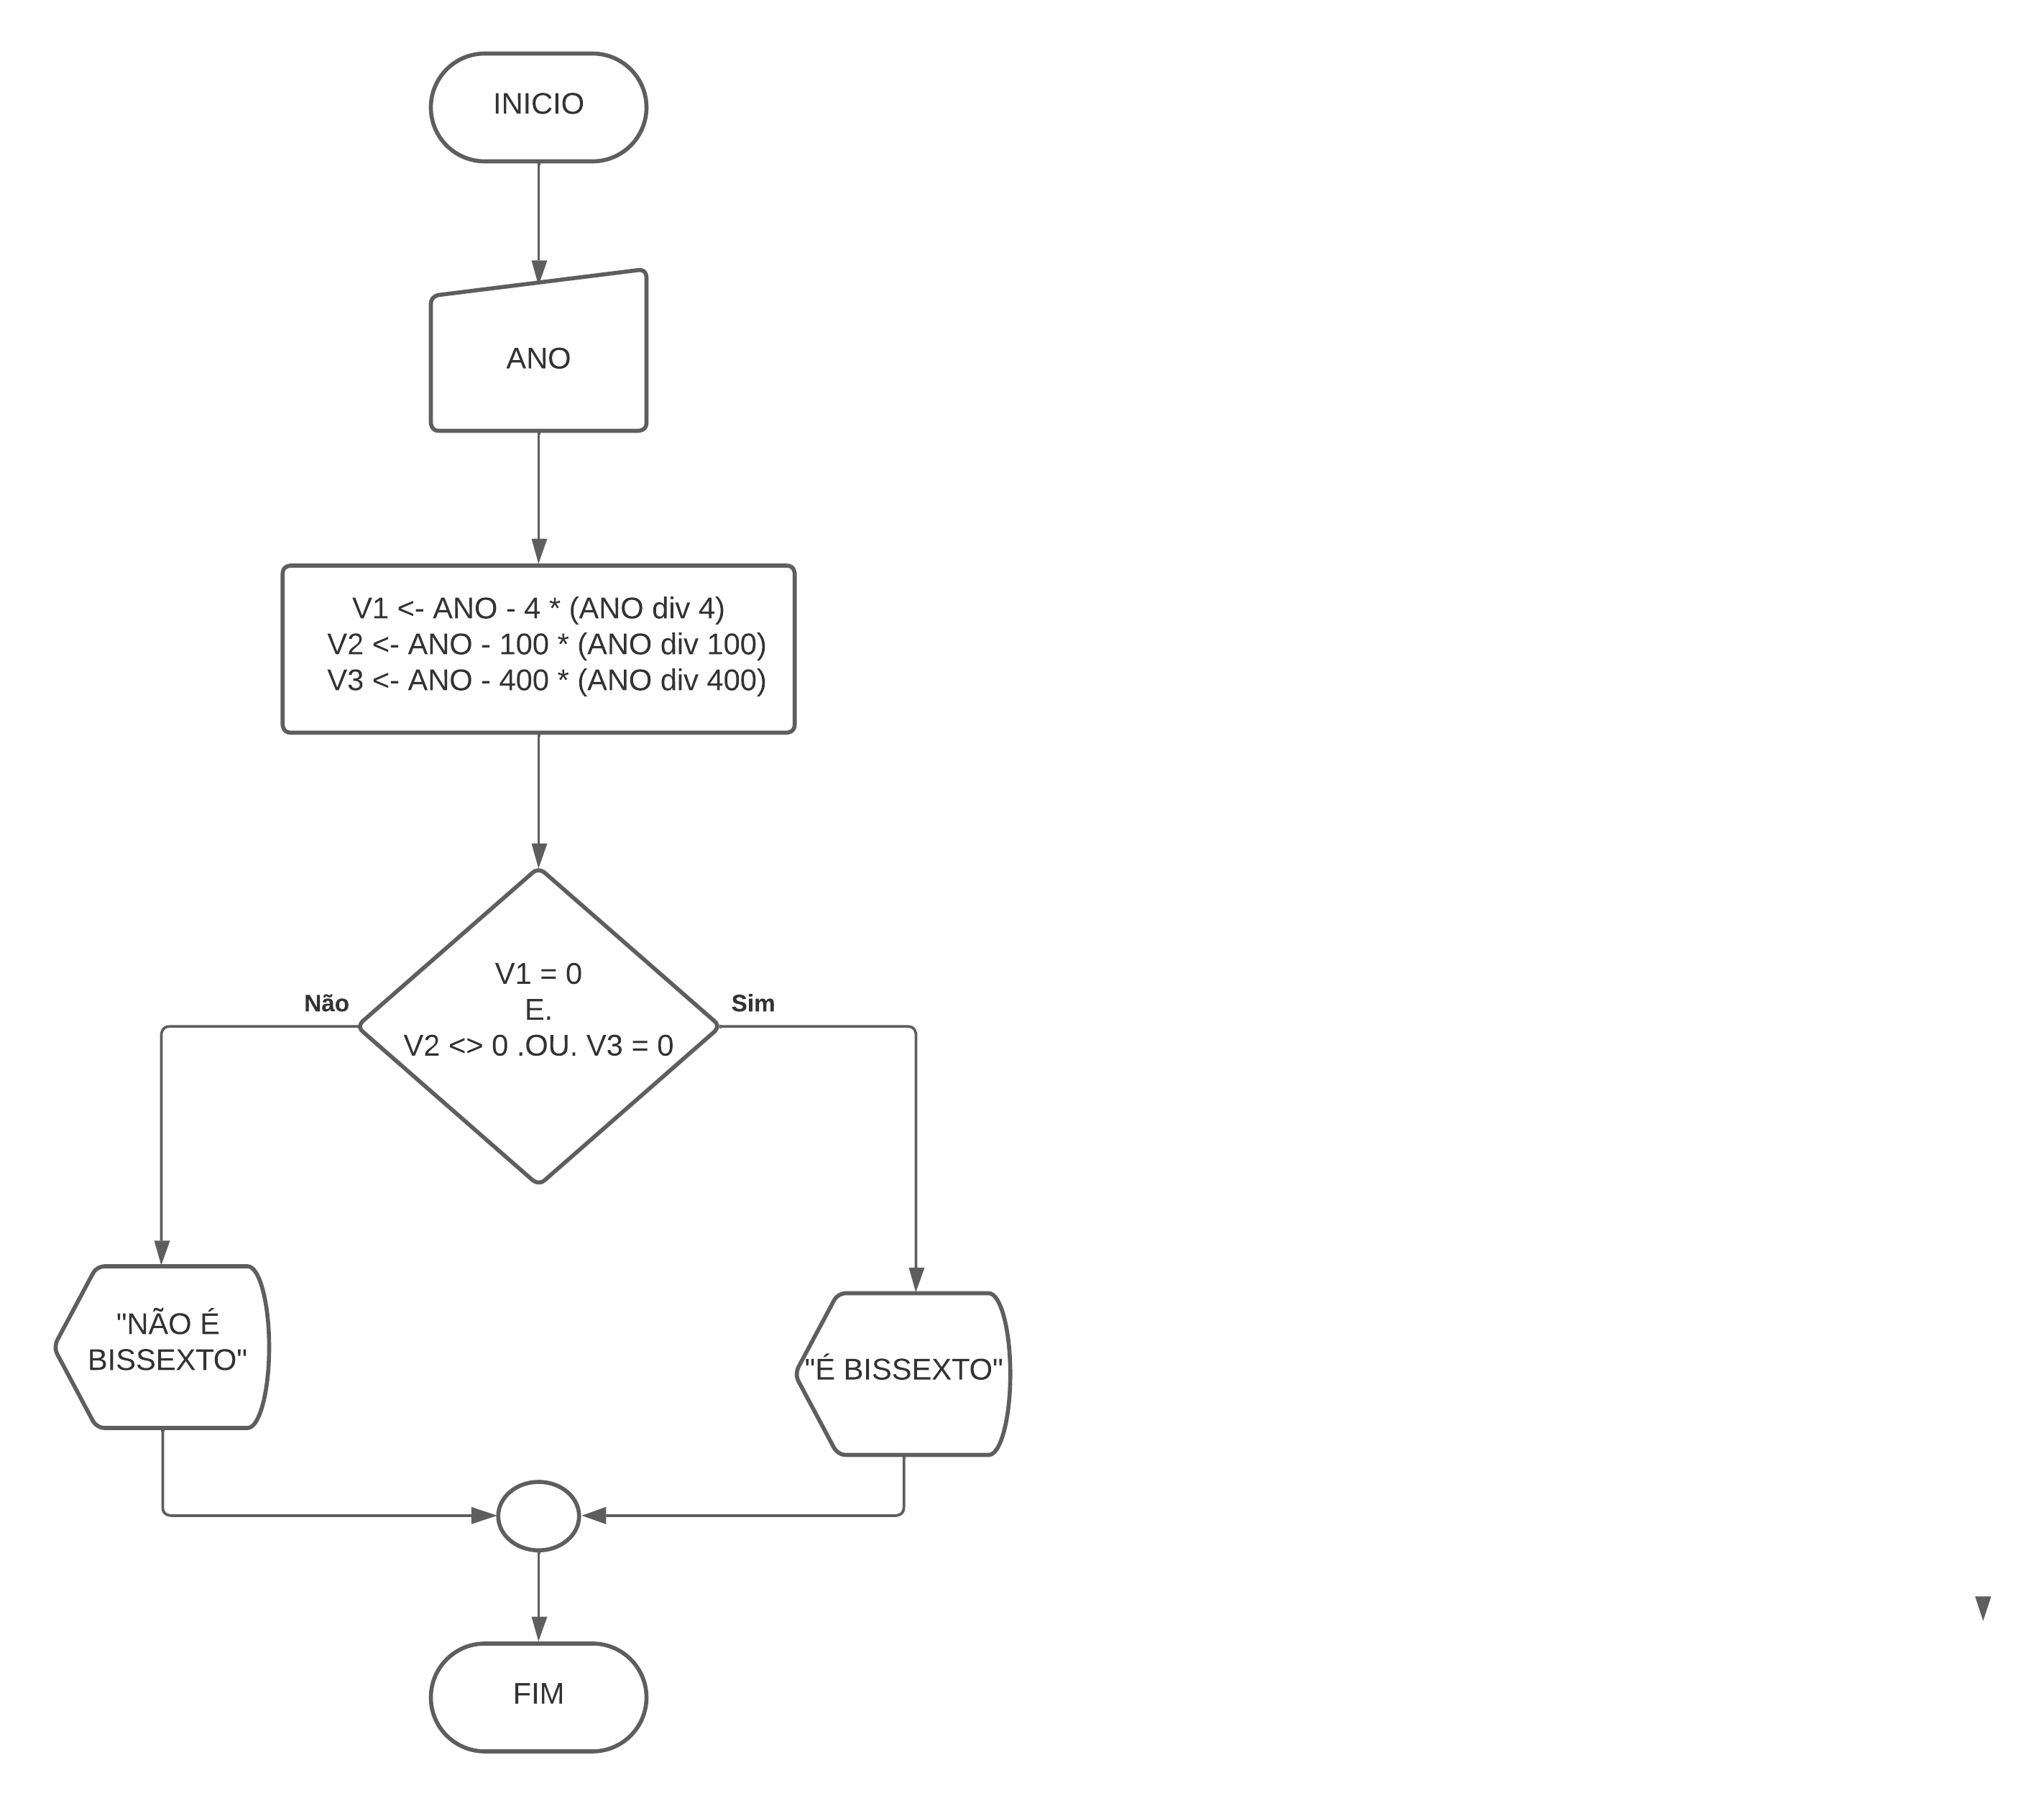 INICIO
ANO
V1 <- ANO - 4 * (ANO div 4)
V2 <- ANO - 100 * (ANO div 100)
V3 <- ANO - 400 * (ANO div 400)
V1 = 0
E.
V2 <> 0 .OU. V3 = 0
Não
Sim
"NÃO É
BISSEXTO"
"É BISSEXTO"
FIM